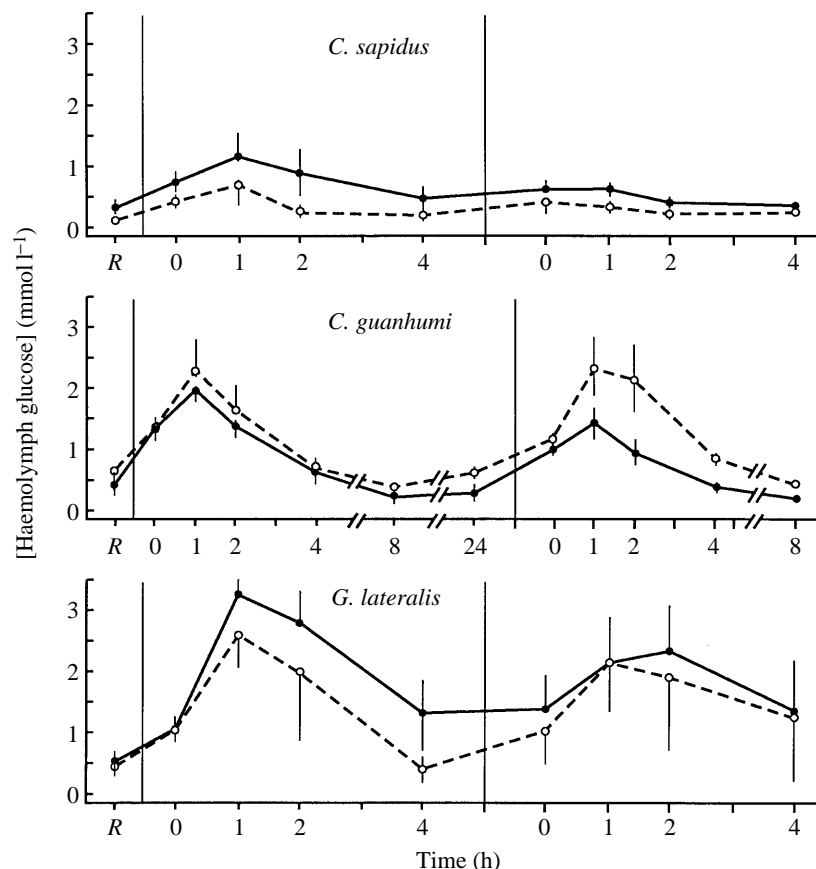 [Haemolymph glucose] (mmol l⁻¹)
C. sapidus
3
2
1
0
R 0 1 2 4 0 1 2 4
C. guanhumi
3
2
1
0
R 0 1 2 4 8 24 0 1 2 4 8
G. lateralis
3
2
1
0
R 0 1 2 4 0 1 2 4
Time (h)